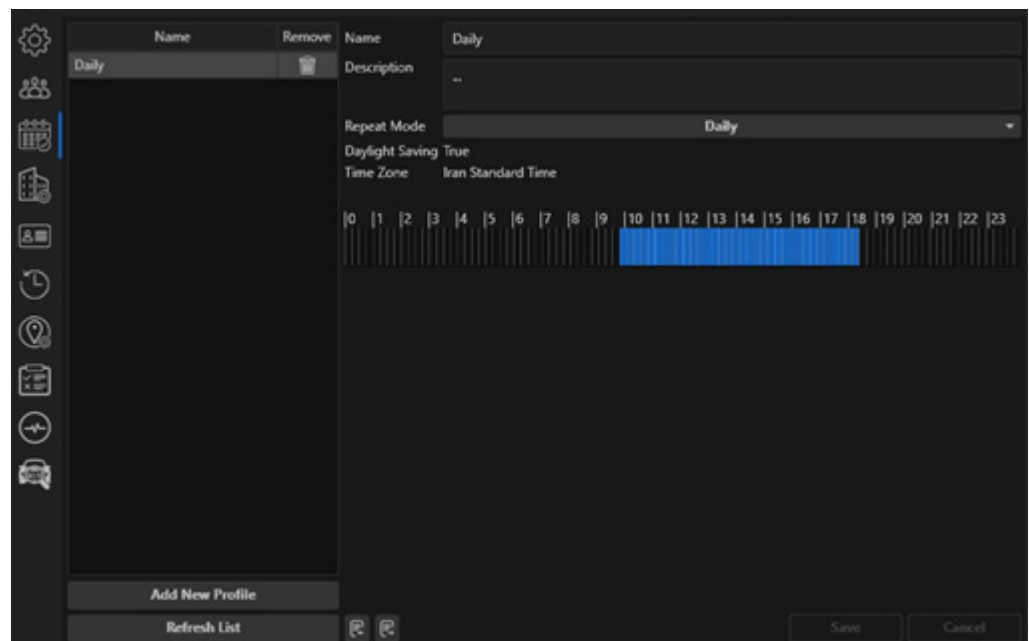 Name Remove
Daily
Name Daily
Description --
Repeat Mode Daily
Daylight Saving True
Time Zone Iran Standard Time
|0 |1 |2 |3 |4 |5 |6 |7 |8 |9 |10 |11 |12 |13 |14 |15 |16 |17 |18 |19 |20 |21 |22 |23
Add New Profile
Refresh List
Save Cancel